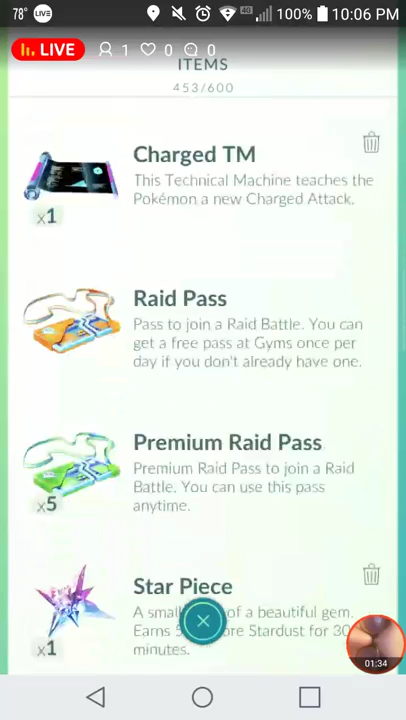 78° LIVE 4G 100% 10:06 PM
LIVE 1 0 0
ITEMS
453/600
Charged TM
This Technical Machine teaches the
Pokémon a new Charged Attack.
x1
Raid Pass
Pass to join a Raid Battle. You can
get a free pass at Gyms once per
day if you don't already have one.
Premium Raid Pass
Premium Raid Pass to join a Raid
Battle. You can use this pass
anytime.
x5
Star Piece
A small of a beautiful gem.
Earns 5 ore Stardust for 30
minutes.
x1
01:34